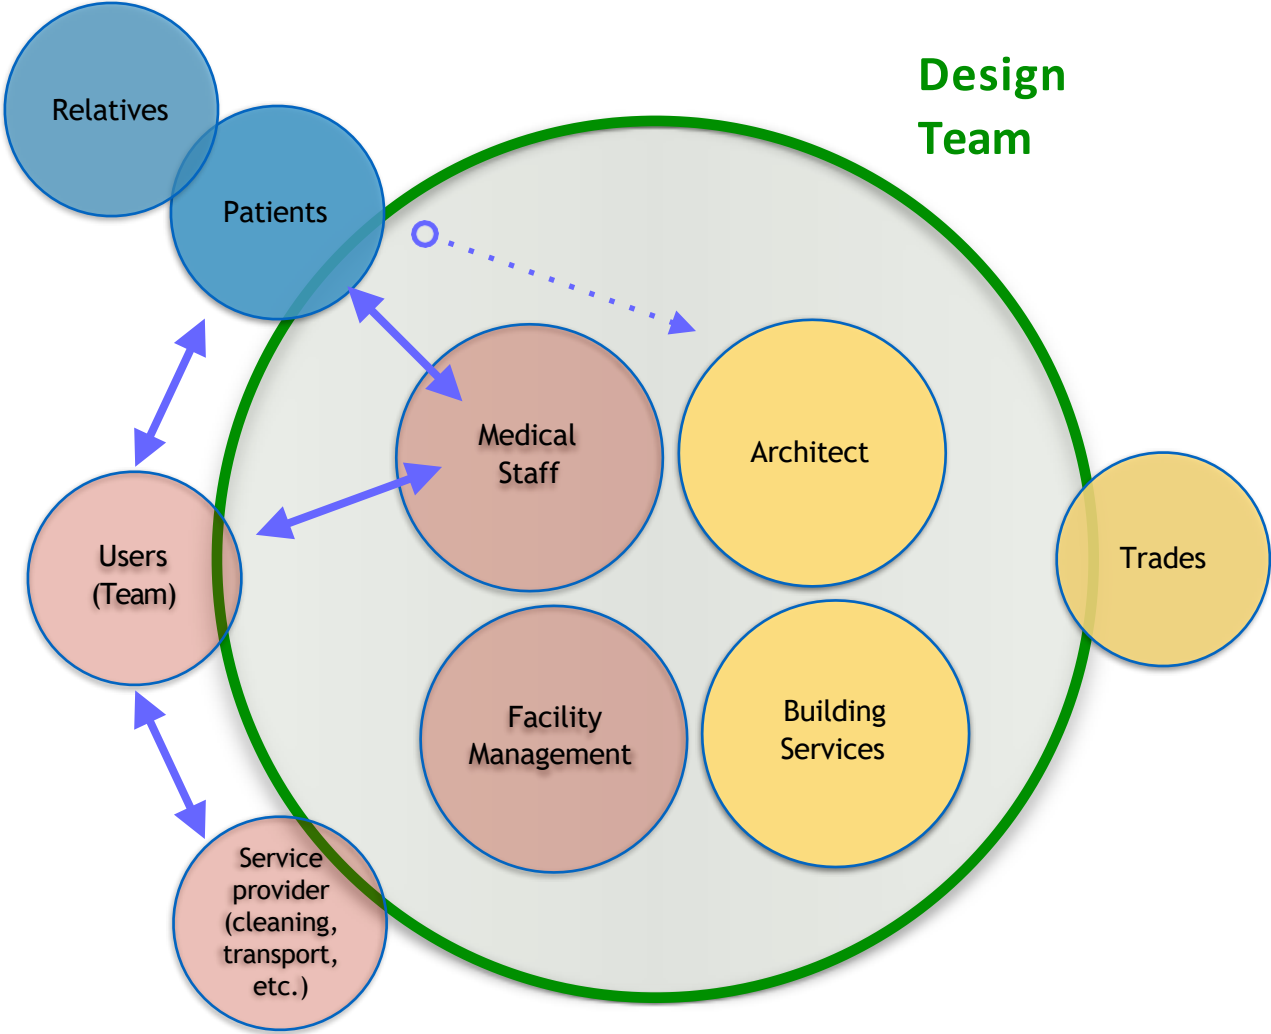 Design
Team
Relatives
Patients
Medical
Staff
Architect
Users
(Team)
Trades
Facility
Management
Building
Services
Service
provider
(cleaning,
transport,
etc.)